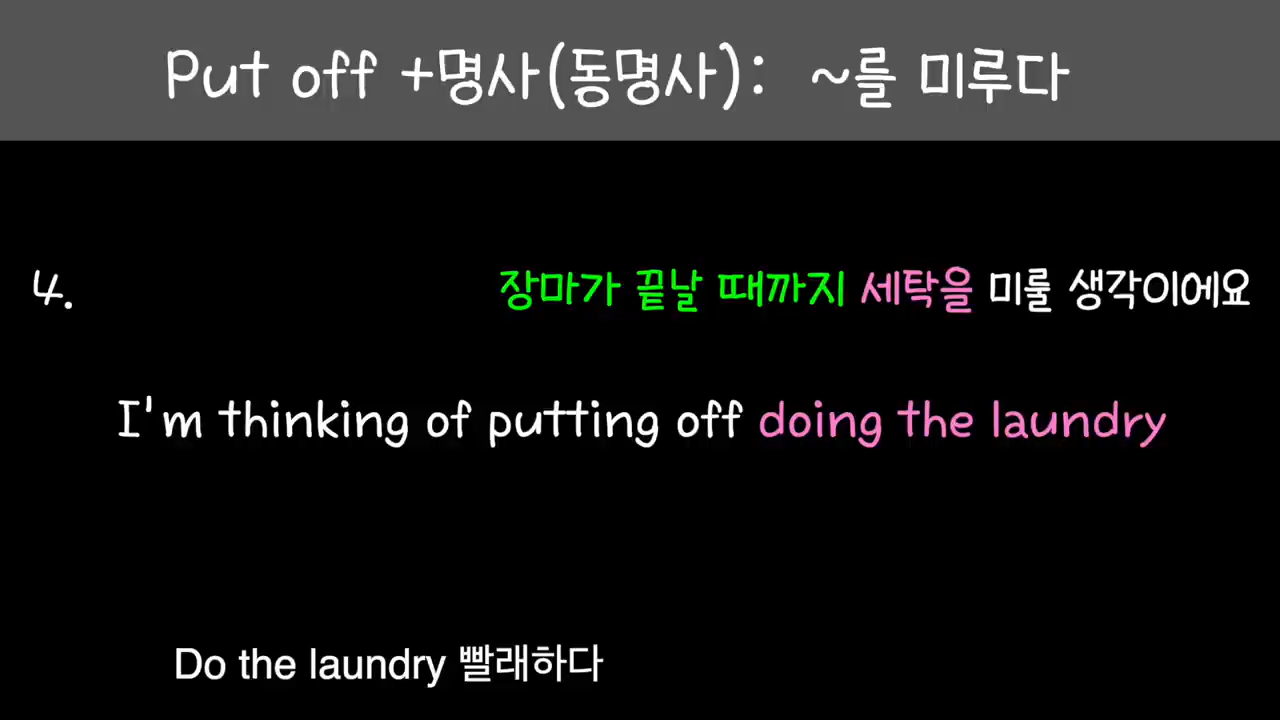 Put off +명사(동명사): ~를 미루다
4. 장마가 끝날 때까지 세탁을 미룰 생각이에요
I'm thinking of putting off doing the laundry
Do the laundry 빨래하다